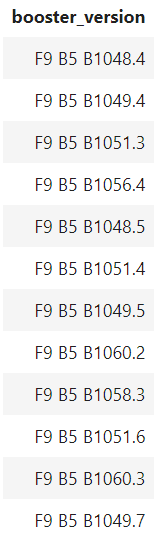 booster_version
F9 B5 B1048.4
F9 B5 B1049.4
F9 B5 B1051.3
F9 B5 B1056.4
F9 B5 B1048.5
F9 B5 B1051.4
F9 B5 B1049.5
F9 B5 B1060.2
F9 B5 B1058.3
F9 B5 B1051.6
F9 B5 B1060.3
F9 B5 B1049.7